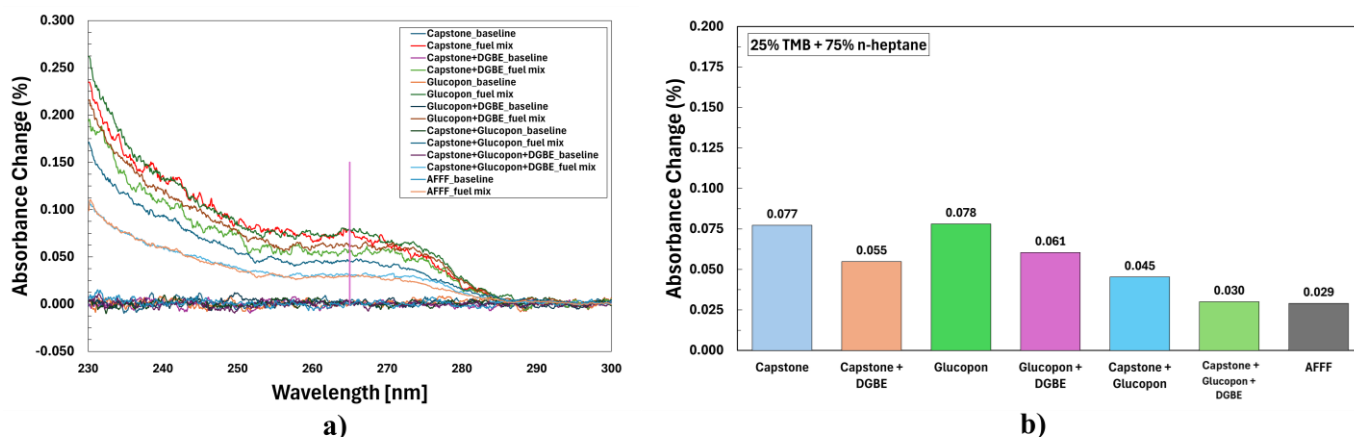 0.300
0.250
0.200
0.150
0.100
0.050
0.000
-0.050
Absorbance Change (%)
230 240 250 260 270 280 290 300
Wavelength [nm]
Capstone_baseline
Capstone_fuel mix
Capstone+DGBE_baseline
Capstone+DGBE_fuel mix
Glucopon_baseline
Glucopon_fuel mix
Glucopon+DGBE_baseline
Glucopon+DGBE_fuel mix
Capstone+Glucopon_baseline
Capstone+Glucopon_fuel mix
Capstone+Glucopon+DGBE_baseline
Capstone+Glucopon+DGBE_fuel mix
AFFF_baseline
AFFF_fuel mix
a)
0.200
0.175
0.150
0.125
0.100
0.075
0.050
0.025
0.000
Absorbance Change (%)
25% TMB + 75% n-heptane
0.077
0.055
0.078
0.061
0.045
0.030
0.029
Capstone
Capstone +
DGBE
Glucopon
Glucopon +
DGBE
Capstone +
Glucopon
Capstone +
Glucopon +
DGBE
AFFF
b)